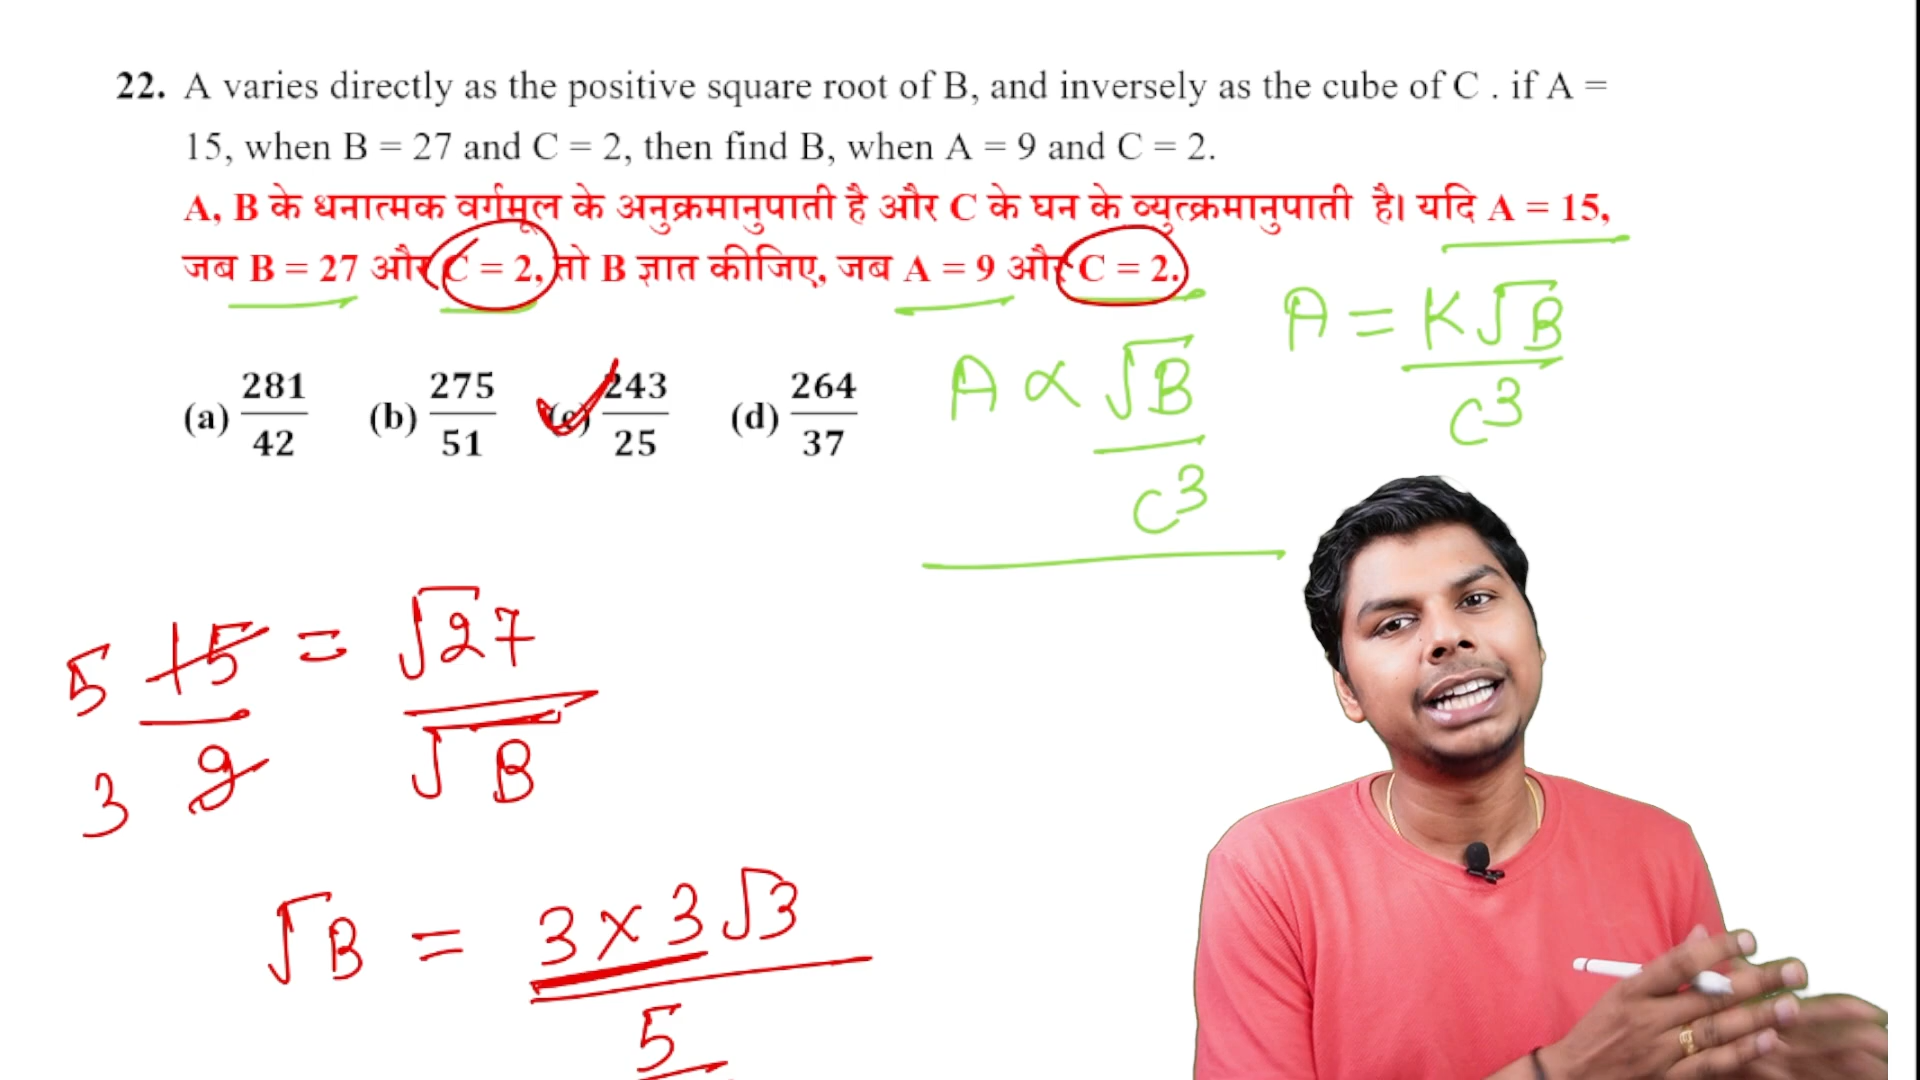 22. A varies directly as the positive square root of B, and inversely as the cube of C . if A =
15, when B = 27 and C = 2, then find B, when A = 9 and C = 2.
A, B के धनात्मक वर्गमूल के अनुक्रमानुपाती है और C के घन के व्युत्क्रमानुपाती है। यदि A = 15,
जब B = 27 और C = 2, तो B ज्ञात कीजिए, जब A = 9 और C = 2.
(a) 281/42 (b) 275/51 (c) 243/25 (d) 264/37
A ∝ √B/C³
A = K√B/C³
5 15/9 3 = √27/√B
√B = 3×3√3/5